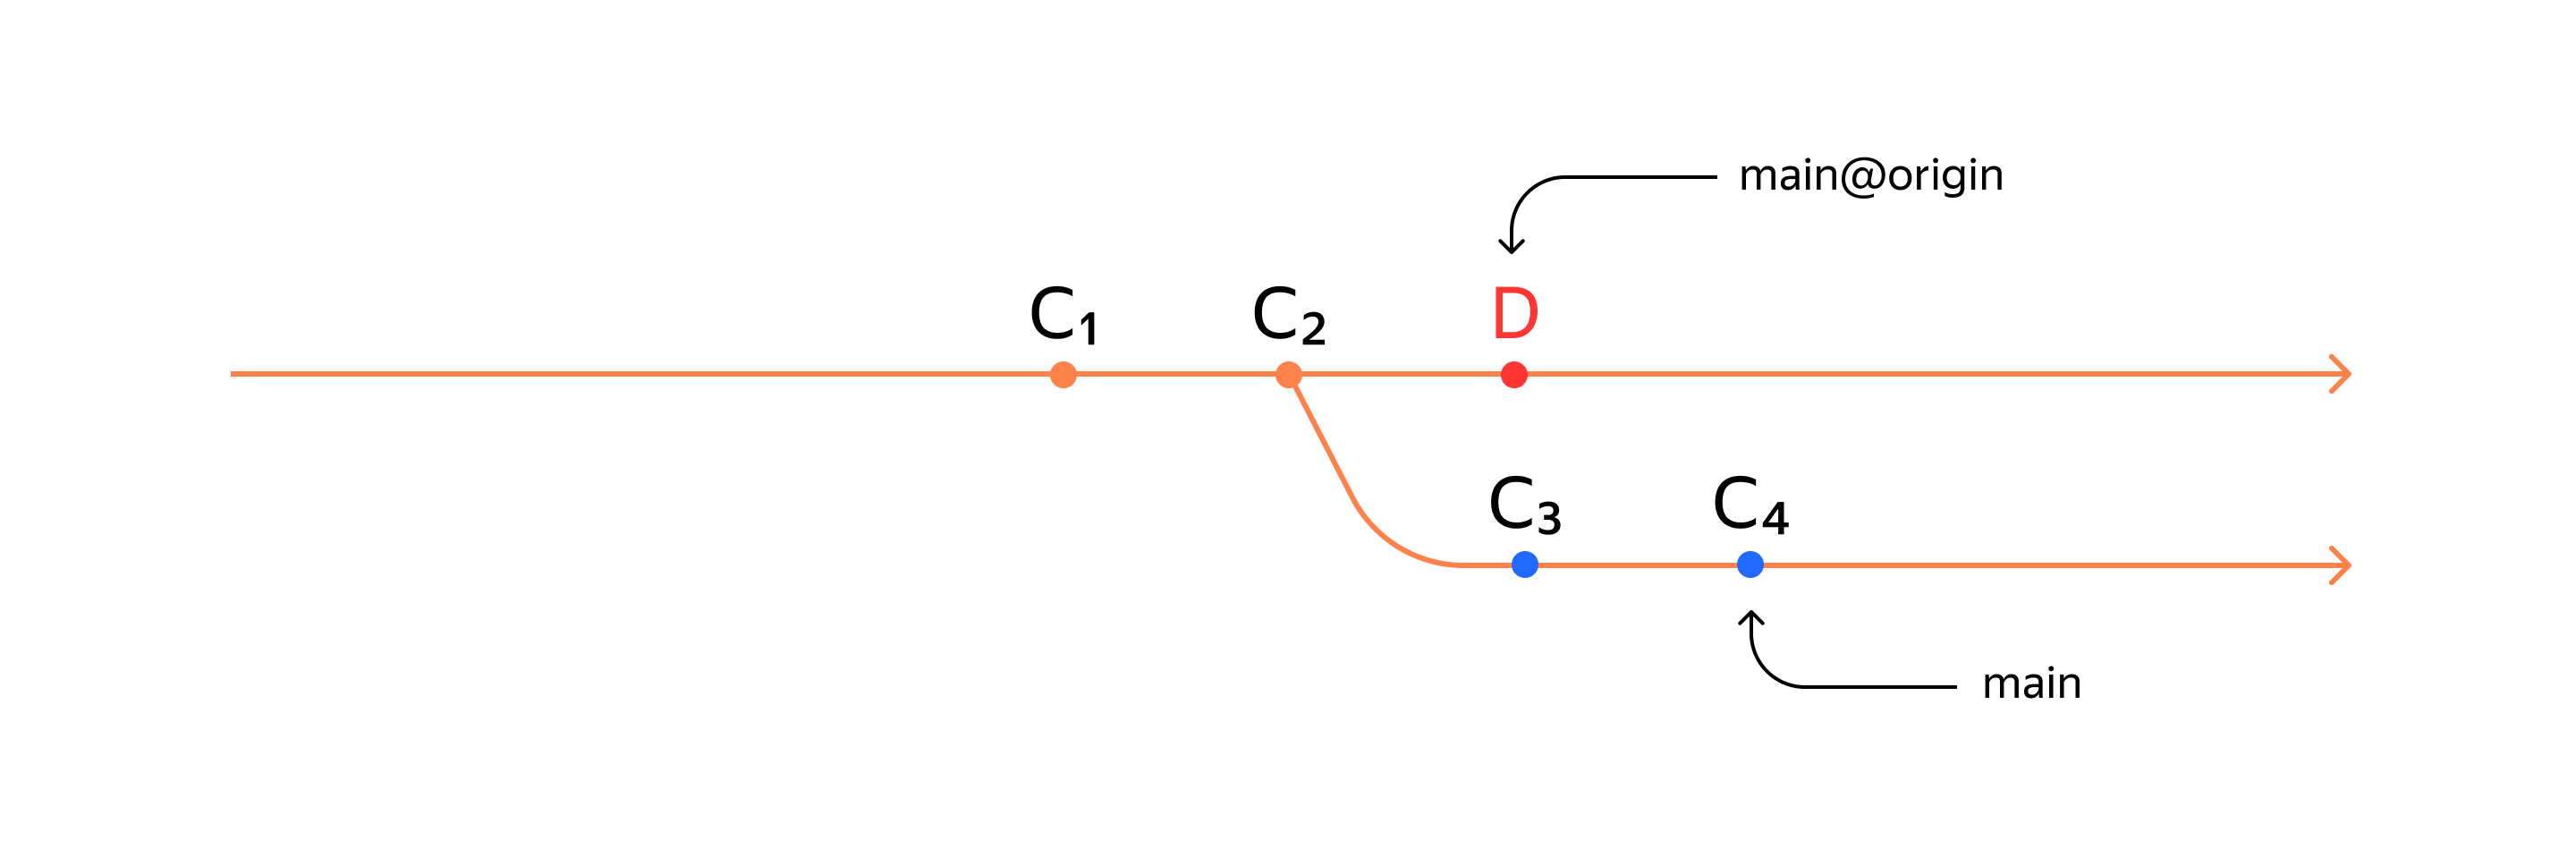 main@origin
C₁ C₂ D
C₃ C₄
main